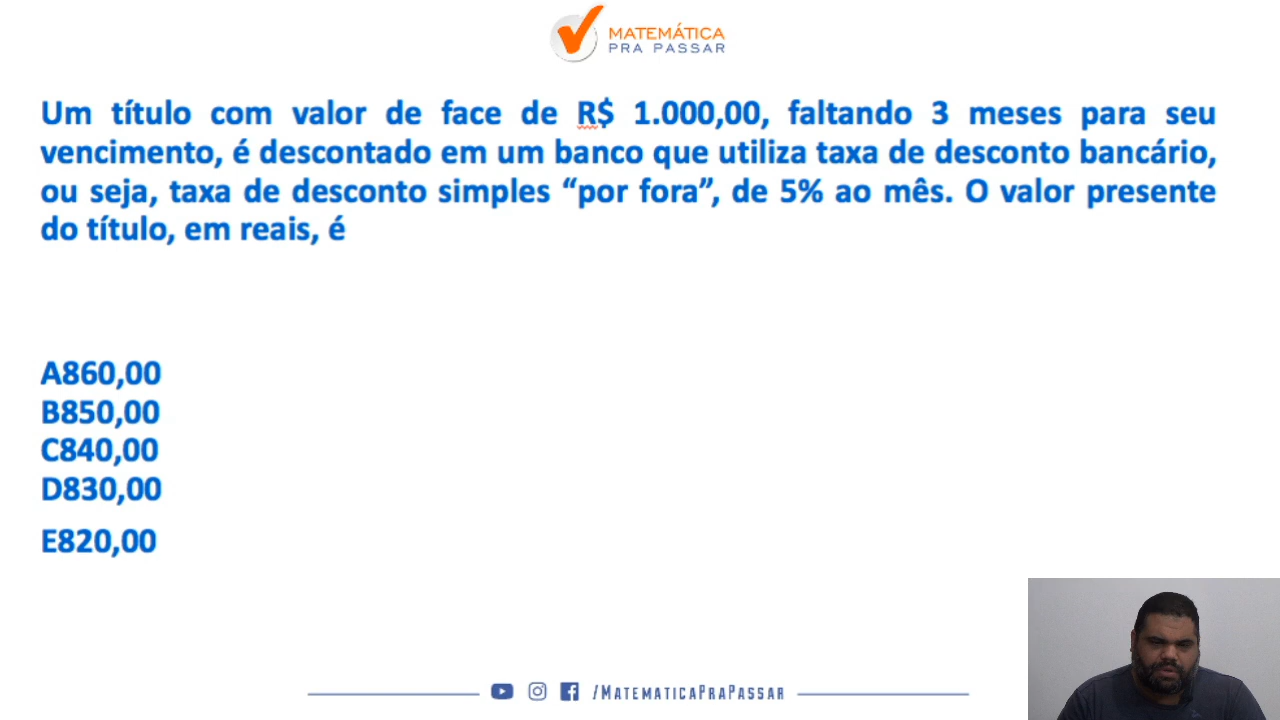 MATEMÁTICA
PRA PASSAR
Um título com valor de face de R$ 1.000,00, faltando 3 meses para seu
vencimento, é descontado em um banco que utiliza taxa de desconto bancário,
ou seja, taxa de desconto simples “por fora”, de 5% ao mês. O valor presente
do título, em reais, é
A860,00
B850,00
C840,00
D830,00
E820,00
/MATEMATICAPRAPASSAR